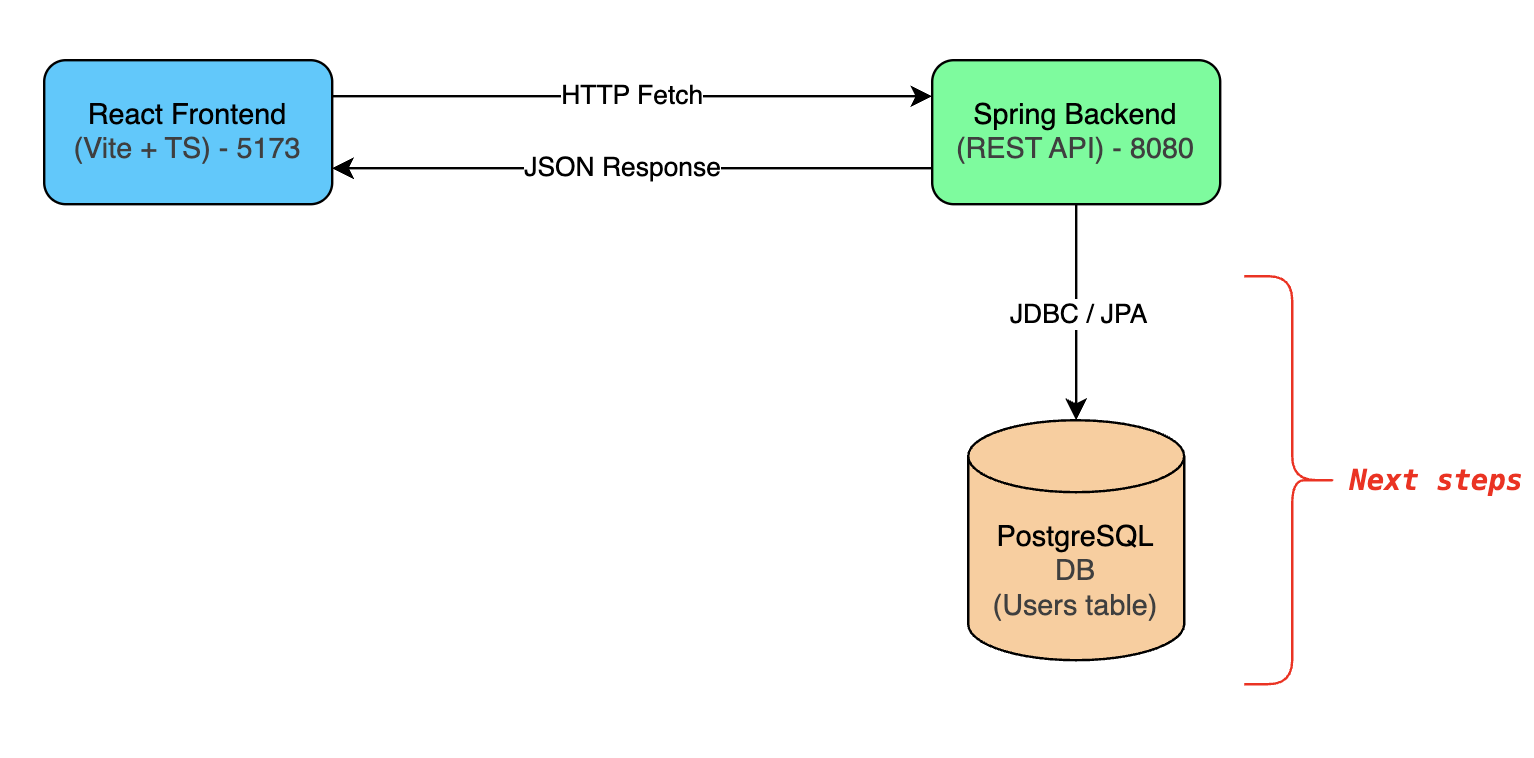 React Frontend
(Vite + TS) - 5173
HTTP Fetch
JSON Response
Spring Backend
(REST API) - 8080
JDBC / JPA
PostgreSQL
DB
(Users table)
Next steps